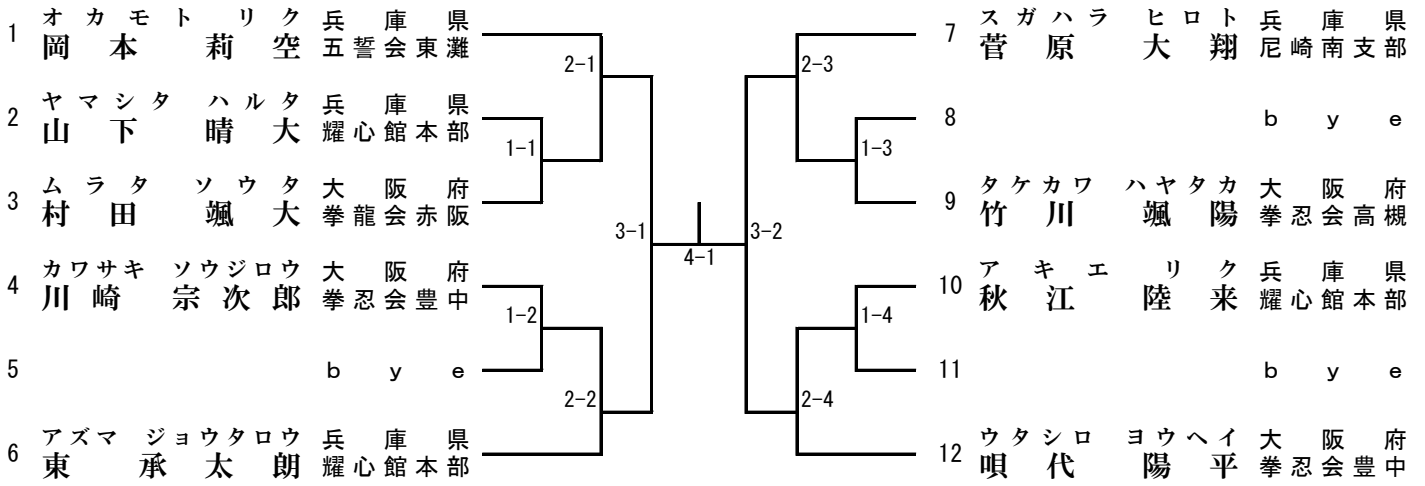 オカモト リク 兵庫県
1 岡本 莉空 五誓会東灘
2-1
ヤマシタ ハルタ 兵庫県
2 山下 晴大 耀心館本部
1-1
ムラタ ソウタ 大阪府
3 村田 颯大 拳龍会赤阪
3-1
カワサキ ソウジロウ 大阪府
4 川崎 宗次郎 拳忍会豊中
1-2
5 bye
2-2
アズマ ジョウタロウ 兵庫県
6 東 承太朗 耀心館本部
4-1
スガハラ ヒロト 兵庫県
7 菅原 大翔 尼崎南支部
2-3
8 bye
1-3
タケカワ ハヤタカ 大阪府
9 竹川 颯陽 拳忍会高槻
3-2
アキエ リク 兵庫県
10 秋江 陸来 耀心館本部
1-4
11 bye
2-4
ウタシロ ヨウヘイ 大阪府
12 唄代 陽平 拳忍会豊中